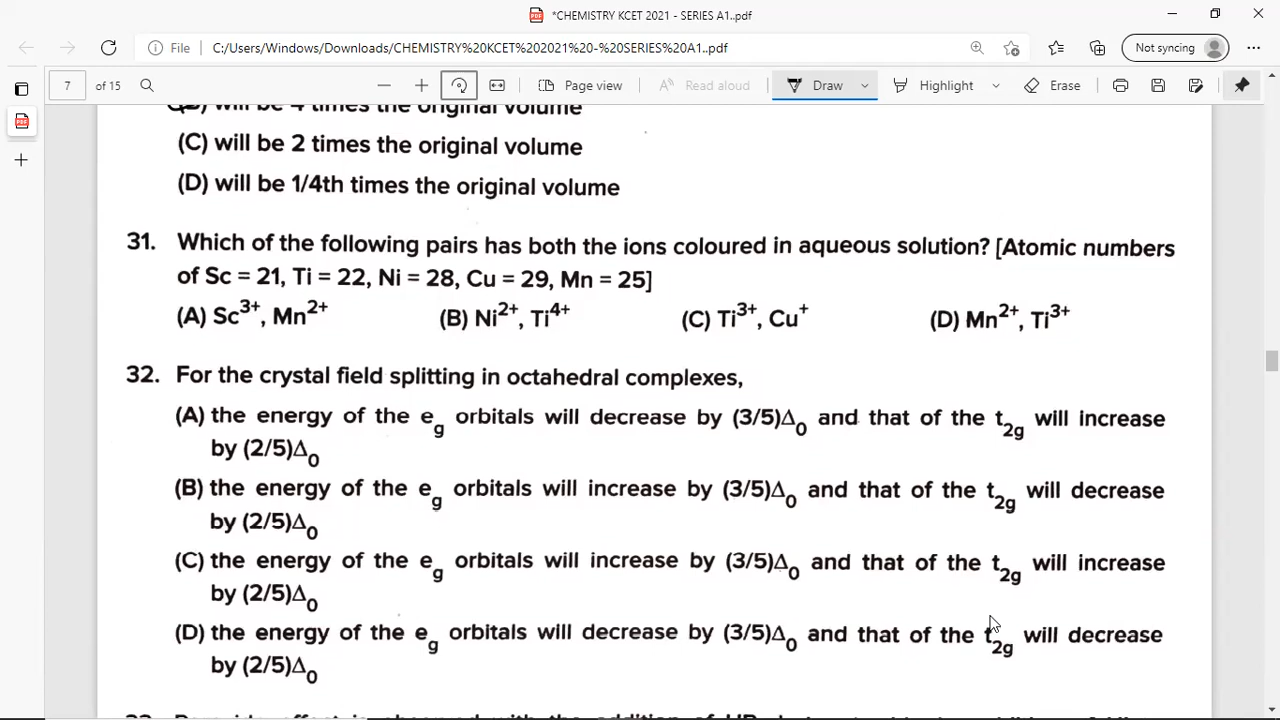 *CHEMISTRY KCET 2021 - SERIES A1..pdf
File C:/Users/Windows/Downloads/CHEMISTRY%20KCET%202021%20-%20SERIES%20A1..pdf Not syncing
7 of 15 Page view Read aloud Draw Highlight Erase
will be 4 times the original volume
(C) will be 2 times the original volume
(D) will be 1/4th times the original volume
31. Which of the following pairs has both the ions coloured in aqueous solution? [Atomic numbers
of Sc = 21, Ti = 22, Ni = 28, Cu = 29, Mn = 25]
(A) Sc³⁺, Mn²⁺ (B) Ni²⁺, Ti⁴⁺ (C) Ti³⁺, Cu⁺ (D) Mn²⁺, Ti³⁺
32. For the crystal field splitting in octahedral complexes,
(A) the energy of the e_g orbitals will decrease by (3/5)Δ₀ and that of the t_2g will increase
by (2/5)Δ₀
(B) the energy of the e_g orbitals will increase by (3/5)Δ₀ and that of the t_2g will decrease
by (2/5)Δ₀
(C) the energy of the e_g orbitals will increase by (3/5)Δ₀ and that of the t_2g will increase
by (2/5)Δ₀
(D) the energy of the e_g orbitals will decrease by (3/5)Δ₀ and that of the t_2g will decrease
by (2/5)Δ₀